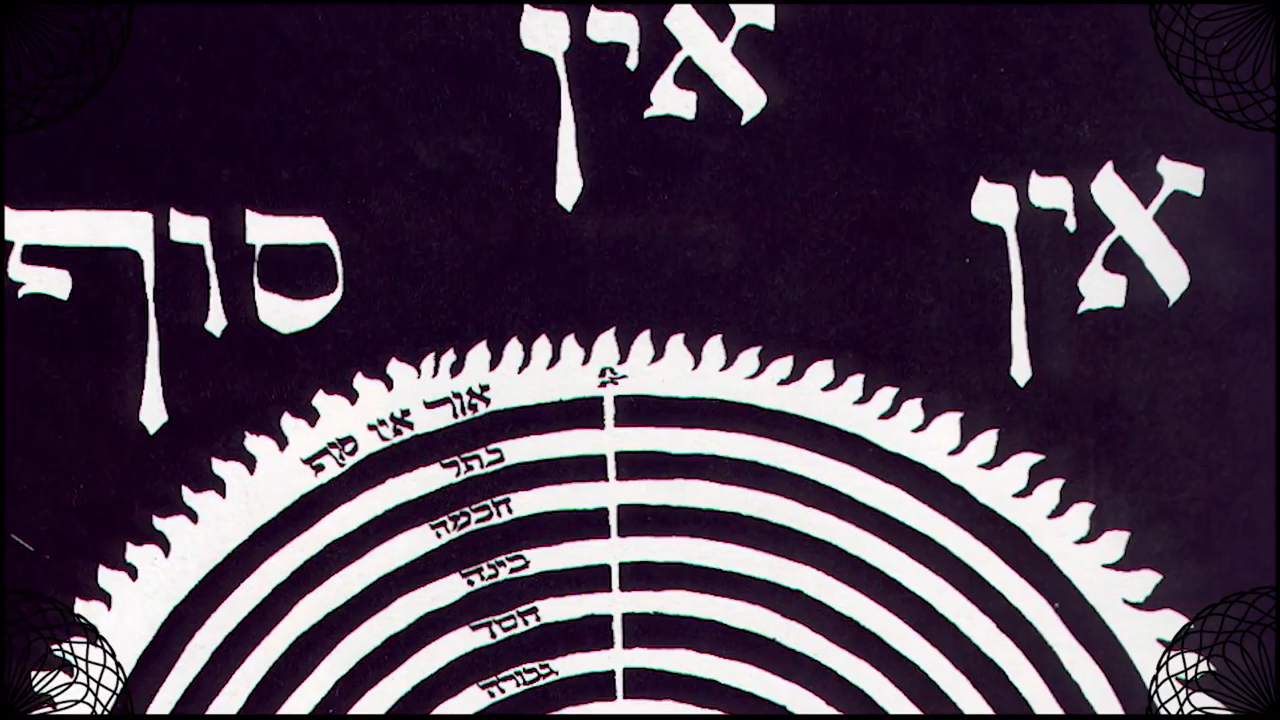 אין
אין
סוף
אור אין סוף
כתר
חכמה
בינה
חסד
גבורה